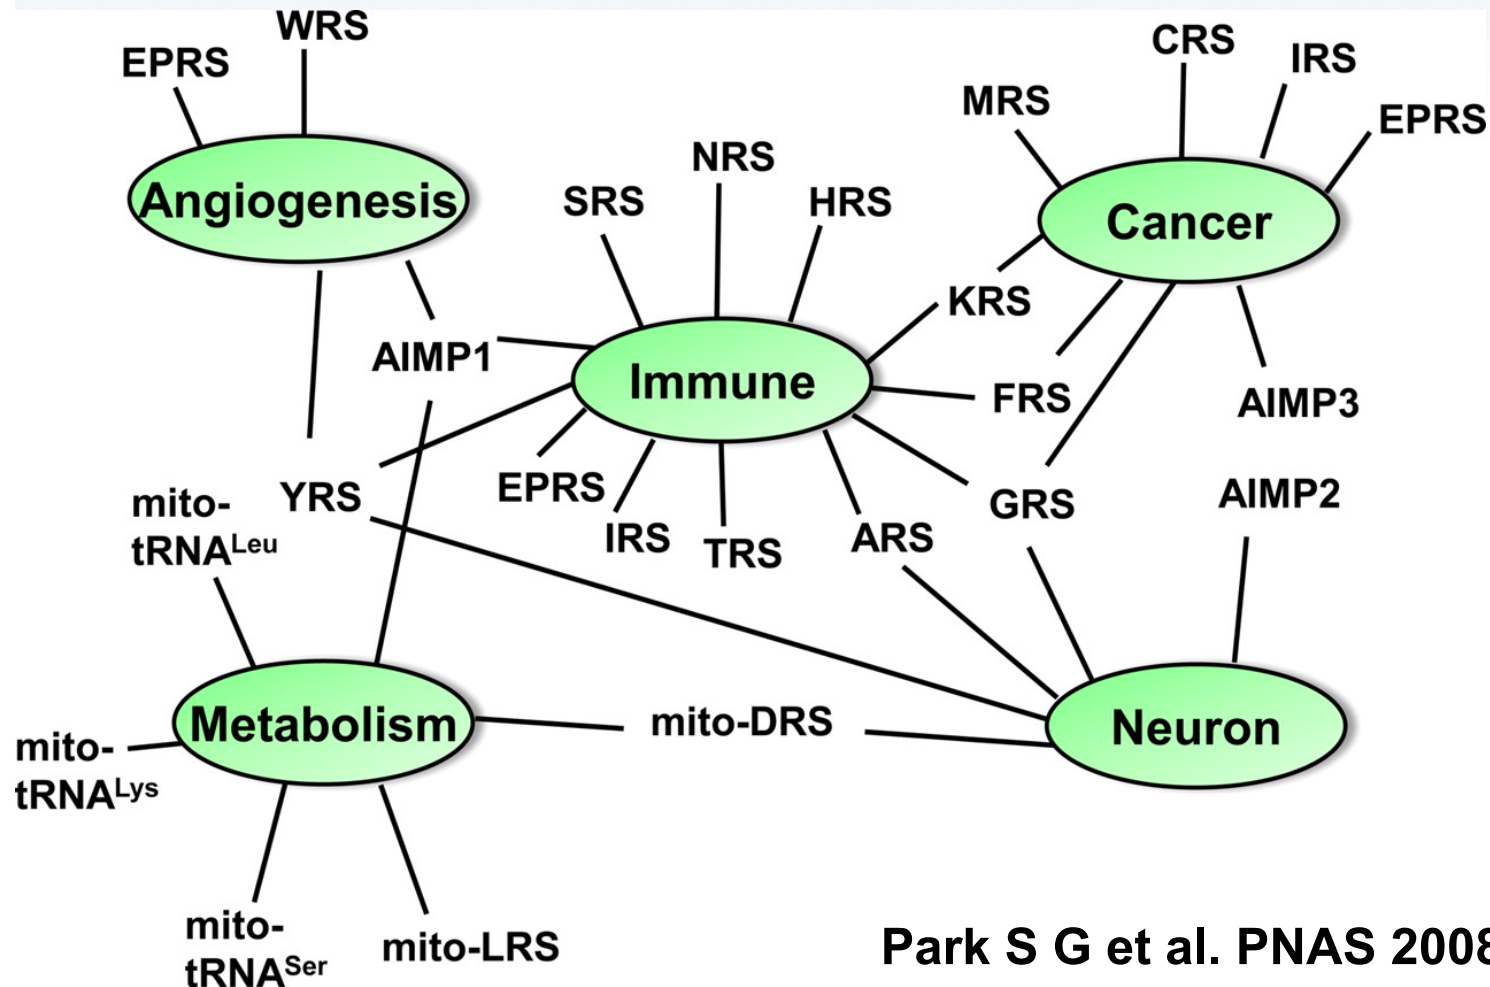 WRS
EPRS
CRS
IRS
MRS
EPRS
NRS
SRS
HRS
Angiogenesis
Cancer
KRS
AIMP1
Immune
FRS
AIMP3
EPRS
YRS
mito-
tRNALeu
IRS
TRS
ARS
GRS
AIMP2
Metabolism
mito-DRS
Neuron
mito-
tRNALys
mito-
tRNASer
mito-LRS
Park S G et al. PNAS 2008